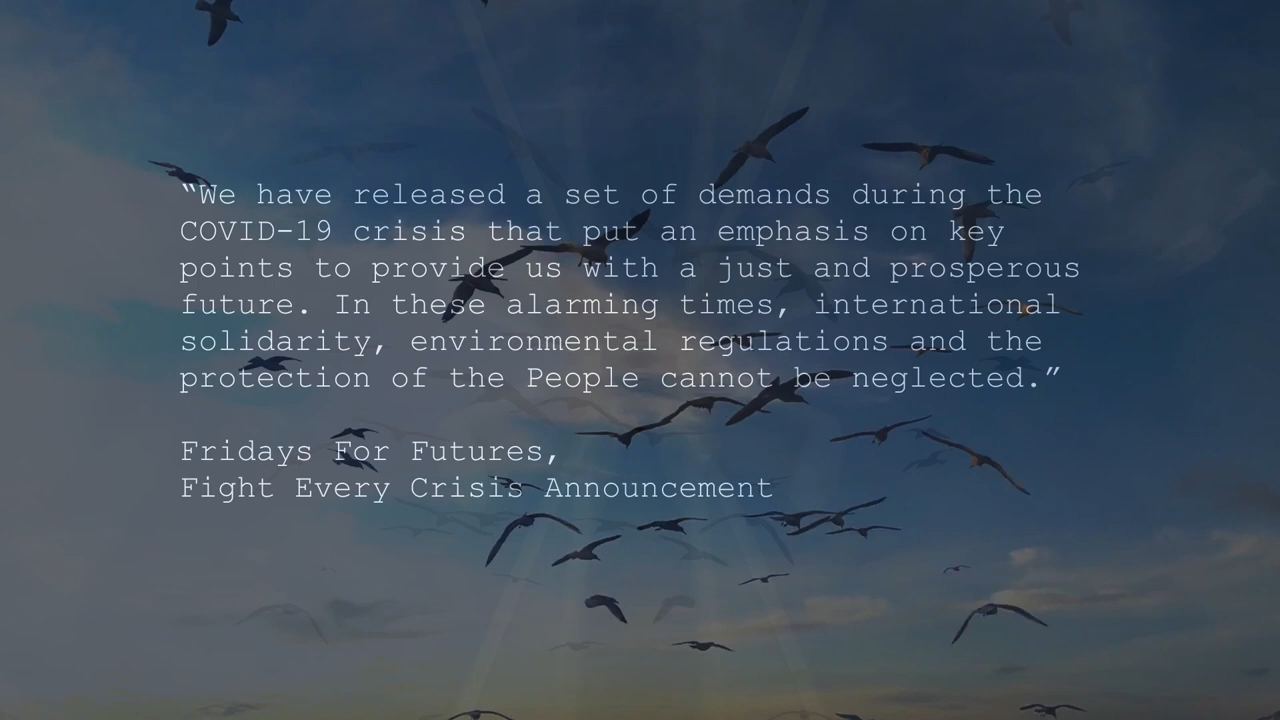 “We have released a set of demands during the
COVID-19 crisis that put an emphasis on key
points to provide us with a just and prosperous
future. In these alarming times, international
solidarity, environmental regulations and the
protection of the People cannot be neglected.”
Fridays For Futures,
Fight Every Crisis Announcement